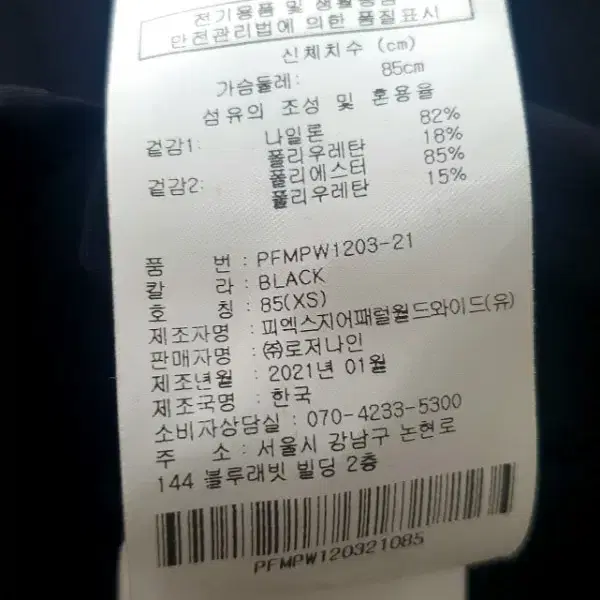 전기용품 및 생활용품
안전관리법에 의한 품질표시
신체치수 (cm)
가슴둘레: 85cm
섬유의 조성 및 혼용율
겉감1: 나일론 82%
폴리우레탄 18%
겉감2: 폴리에스터 85%
폴리우레탄 15%
품 번 : PFMPW1203-21
칼 라 : BLACK
호 칭 : 85(XS)
제조자명 : 피엑스지어패럴월드와이드(유)
판매자명 : ㈜로저나인
제조년월 : 2021년 01월
제조국명 : 한국
소비자상담실 : 070-4233-5300
주 소 : 서울시 강남구 논현로
144 블루래빗 빌딩 2층
PFMPW120321085